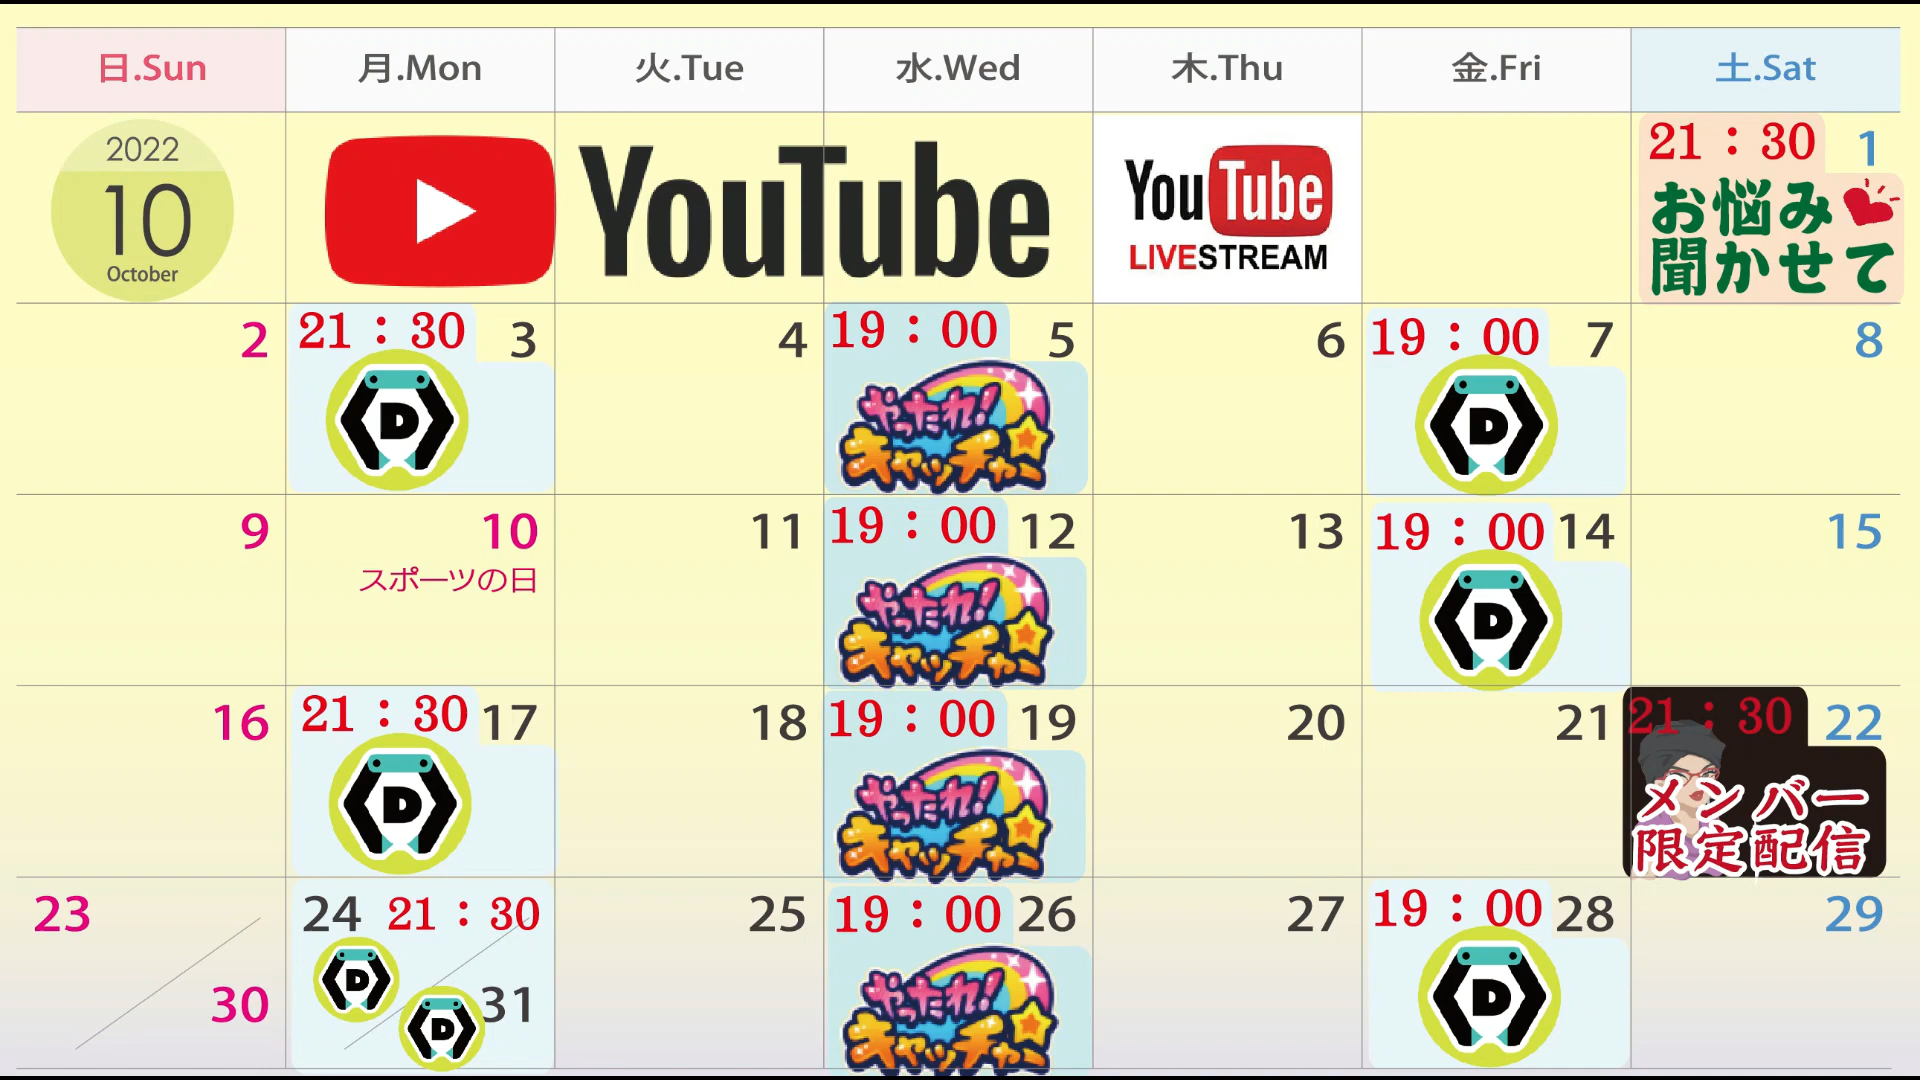 日.Sun 月.Mon 火.Tue 水.Wed 木.Thu 金.Fri 土.Sat
2022
10
October
YouTube
YouTube
LIVESTREAM
21：30 1
お悩み
聞かせて
2
21：30 3
D
4
19：00 5
やったれ！
キャッチャー
6
19：00 7
D
8
9
10
スポーツの日
11
19：00 12
やったれ！
キャッチャー
13
19：00 14
D
15
16
21：30 17
D
18
19：00 19
やったれ！
キャッチャー
20
21
21：30 22
メンバー
限定配信
23
30
24 21：30
D
D 31
25
19：00 26
やったれ！
キャッチャー
27
19：00 28
D
29